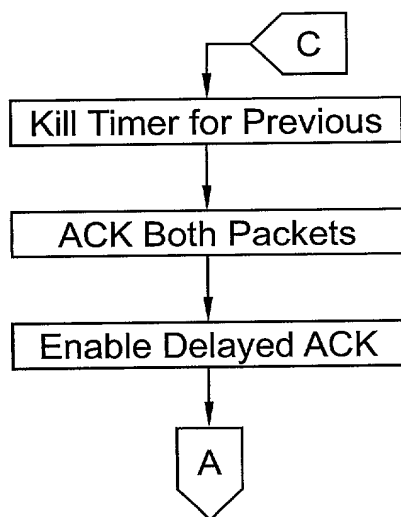 C
Kill Timer for Previous
ACK Both Packets
Enable Delayed ACK
A